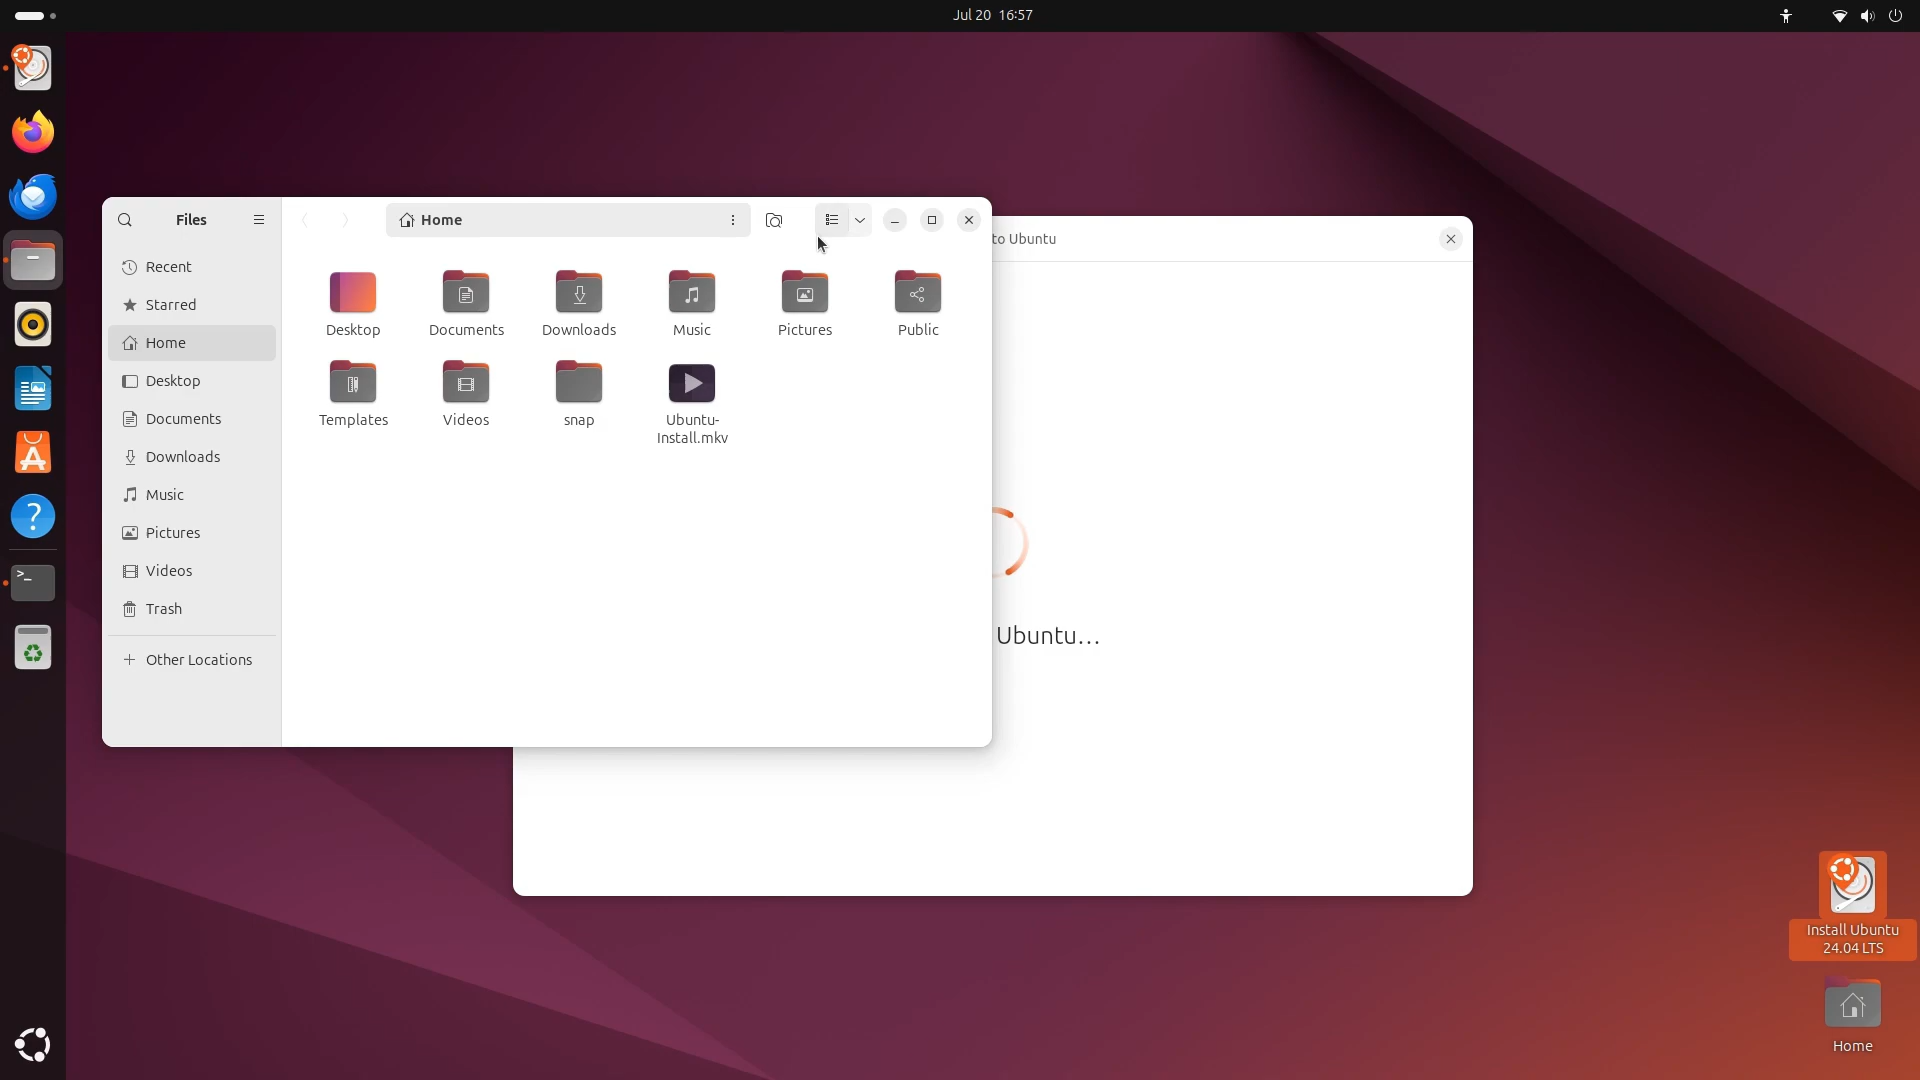 Jul 20 16:57
Files
Home
Recent
Starred
Home
Desktop
Documents
Downloads
Music
Pictures
Videos
Trash
Other Locations
Desktop
Documents
Downloads
Music
Pictures
Public
Templates
Videos
snap
Ubuntu-
Install.mkv
to Ubuntu
Ubuntu…
Install Ubuntu
24.04 LTS
Home